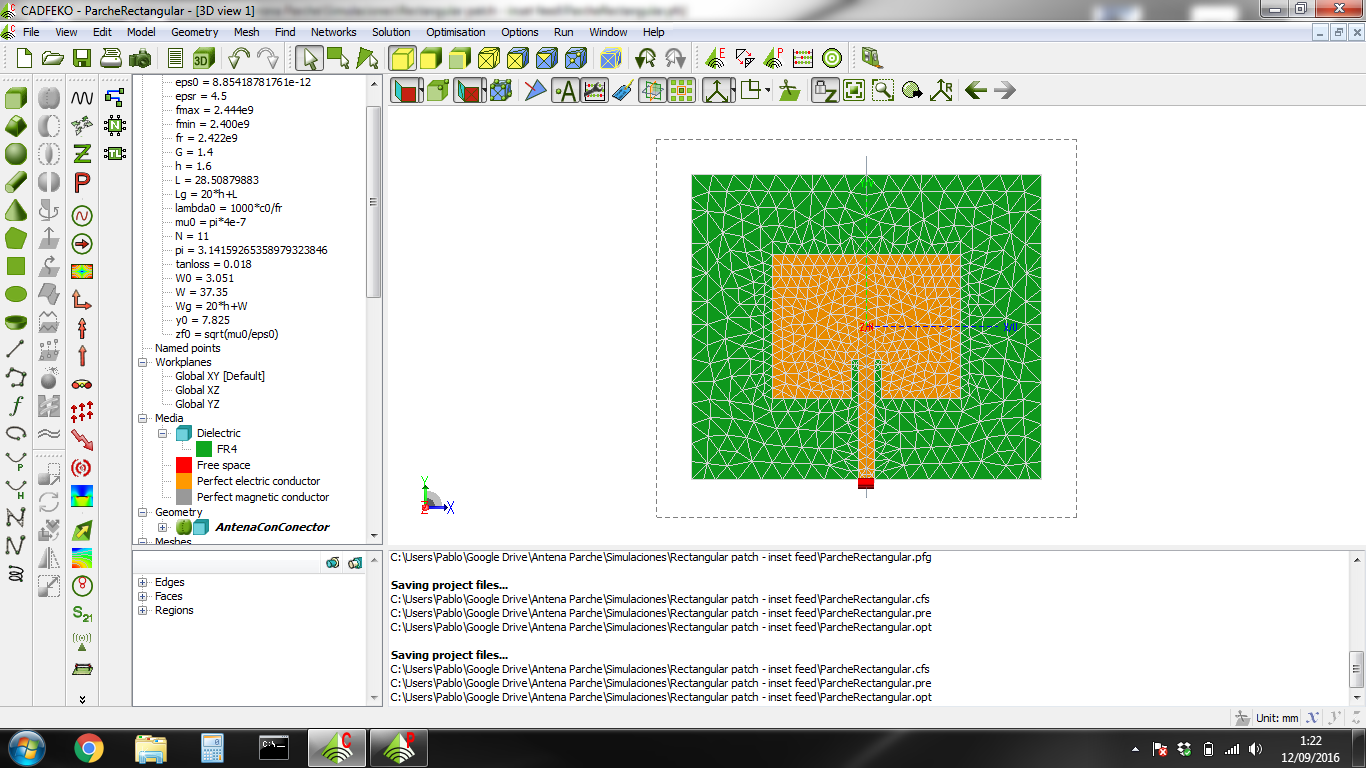 CADFEKO - ParcheRectangular - [3D view 1]
File View Edit Model Geometry Mesh Find Networks Solution Optimisation Options Run Window Help
eps0 = 8.85418781761e-12
epsr = 4.5
fmax = 2.444e9
fmin = 2.400e9
fr = 2.422e9
G = 1.4
h = 1.6
L = 28.50879883
Lg = 20*h+L
lambda0 = 1000*c0/fr
mu0 = pi*4e-7
N = 11
pi = 3.14159265358979323846
tanloss = 0.018
W0 = 3.051
W = 37.35
Wg = 20*h+W
y0 = 7.825
zf0 = sqrt(mu0/eps0)
Named points
Workplanes
Global XY [Default]
Global XZ
Global YZ
Media
Dielectric
FR4
Free space
Perfect electric conductor
Perfect magnetic conductor
Geometry
AntenaConConector
Meshes
Edges
Faces
Regions
Y
Z X
C:\Users\Pablo\Google Drive\Antena Parche\Simulaciones\Rectangular patch - inset feed\ParcheRectangular.pfg
Saving project files...
C:\Users\Pablo\Google Drive\Antena Parche\Simulaciones\Rectangular patch - inset feed\ParcheRectangular.cfs
C:\Users\Pablo\Google Drive\Antena Parche\Simulaciones\Rectangular patch - inset feed\ParcheRectangular.pre
C:\Users\Pablo\Google Drive\Antena Parche\Simulaciones\Rectangular patch - inset feed\ParcheRectangular.opt
Saving project files...
C:\Users\Pablo\Google Drive\Antena Parche\Simulaciones\Rectangular patch - inset feed\ParcheRectangular.cfs
C:\Users\Pablo\Google Drive\Antena Parche\Simulaciones\Rectangular patch - inset feed\ParcheRectangular.pre
C:\Users\Pablo\Google Drive\Antena Parche\Simulaciones\Rectangular patch - inset feed\ParcheRectangular.opt
Unit: mm
1:22
12/09/2016